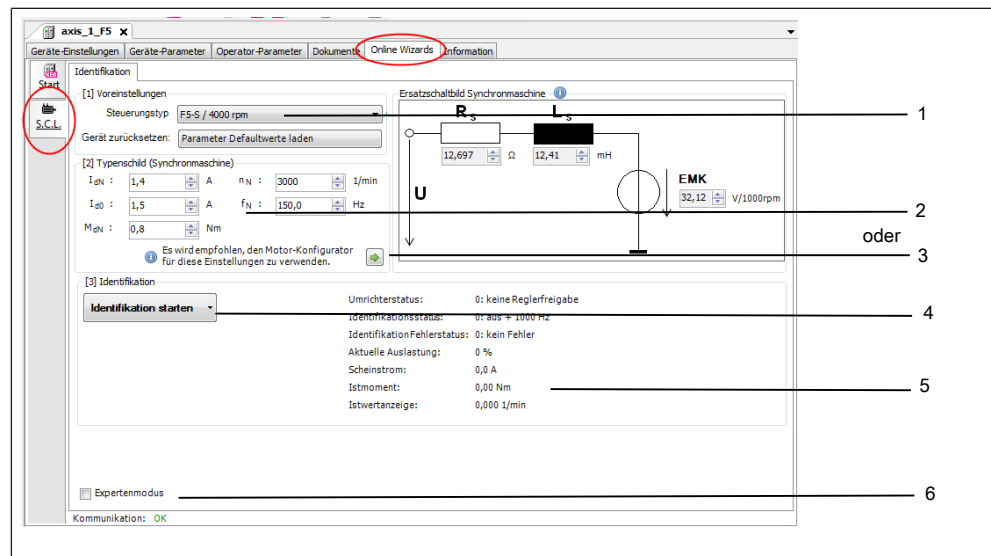 axis_1_F5 x
Geräte-Einstellungen Geräte-Parameter Operator-Parameter Dokumente Online Wizards Information
Start
S.C.L.
Identifikation
[1] Voreinstellungen
Steuerungstyp F5-S / 4000 rpm
Gerät zurücksetzen: Parameter Defaultwerte laden
1
[2] Typenschild (Synchronmaschine)
IdN : 1,4 A nN : 3000 1/min
Id0 : 1,5 A fN : 150,0 Hz
MdN : 0,8 Nm
Es wird empfohlen, den Motor-Konfigurator
für diese Einstellungen zu verwenden.
Ersatzschaltbild Synchronmaschine
Rs Ls
12,697 Ω 12,41 mH
U
EMK
32,12 V/1000rpm
2
oder
3
[3] Identifikation
Identifikation starten
Umrichterstatus: 0: keine Reglerfreigabe
Identifikationsstatus: 0: aus + 1000 Hz
Identifikation Fehlerstatus: 0: kein Fehler
Aktuelle Auslastung: 0 %
Scheinstrom: 0,0 A
Istmoment: 0,00 Nm
Istwertanzeige: 0,000 1/min
4
5
Expertenmodus
6
Kommunikation: OK